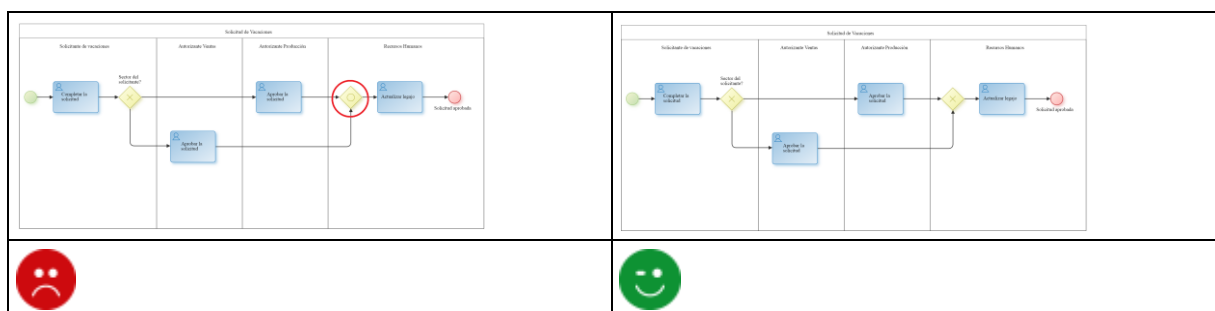 Solicitud de Vacaciones
Solicitante de vacaciones
Autorizante Ventas
Autorizante Producción
Recursos Humanos
Sector del
solicitante?
Completar la
solicitud
Aprobar la
solicitud
Actualizar legajo
Solicitud aprobada
Aprobar la
solicitud
Solicitud de Vacaciones
Solicitante de vacaciones
Autorizante Ventas
Autorizante Producción
Recursos Humanos
Sector del
solicitante?
Completar la
solicitud
Aprobar la
solicitud
Actualizar legajo
Solicitud aprobada
Aprobar la
solicitud